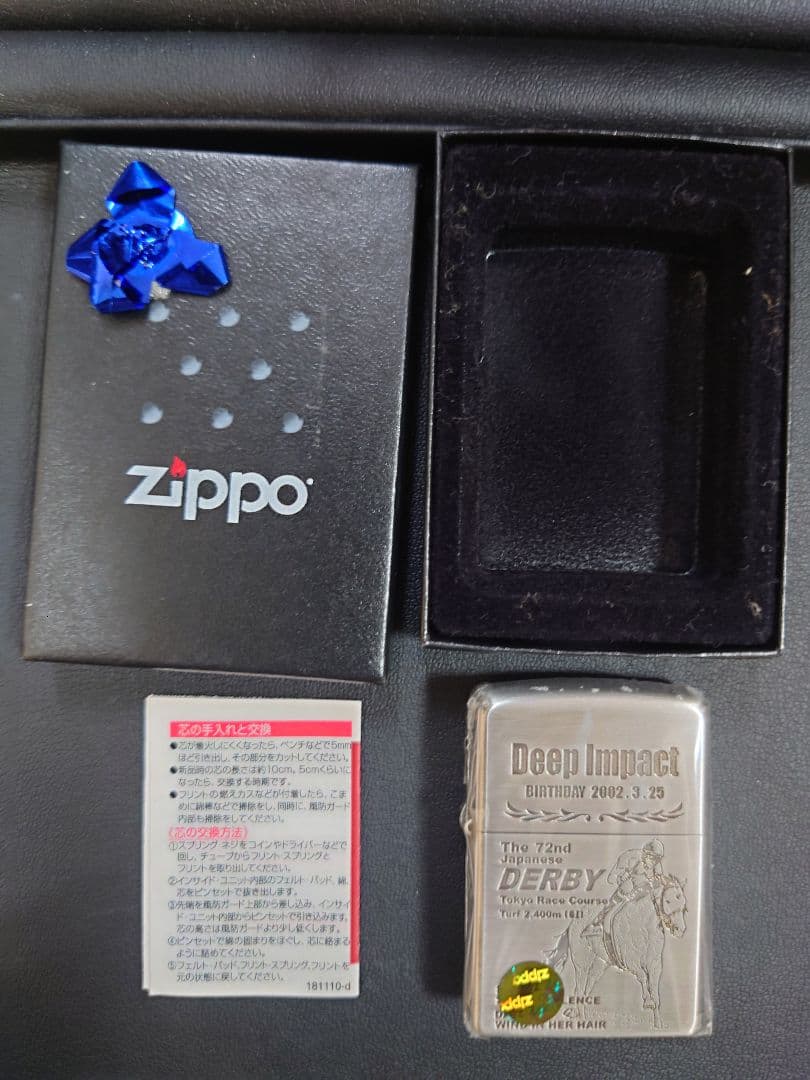 zippo
芯の手入れと交換
●芯が着火しにくくなったら、ペンチなどで5mm
ほど引き出し、その部分をカットしてください。
●新品時の芯の長さは約10cm。5cmくらいに
なったら、交換する時期です。
●フリントの燃えカスなどが付着したら、こま
めに綿棒などで掃除をし、同時に、風防ガード
内部も掃除をしてください。
《芯の交換方法》
①スプリング・ネジをコインやドライバーなどで
回し、チューブからフリント・スプリングと
フリントを取り出してください。
②インサイド・ユニット内部のフェルト・パッド、綿、
芯をピンセットで抜き出します。
③先端を風防ガード上部から差し込み、インサイ
ド・ユニット内部からピンセットで引き込みます。
芯の高さは風防ガードより少し低くします。
④ピンセットで綿の固まりをほぐし、芯に絡まる
ように詰めてください。
⑤フェルト・パッド、フリント・スプリング、フリントを
元の状態に戻してください。
181110-d
Deep Impact
BIRTHDAY 2002.3.25
The 72nd
Japanese
DERBY
Tokyo Race Course
Turf 2,400m (GI)
zippo
zippo
LENCE
WIND IN HER HAIR